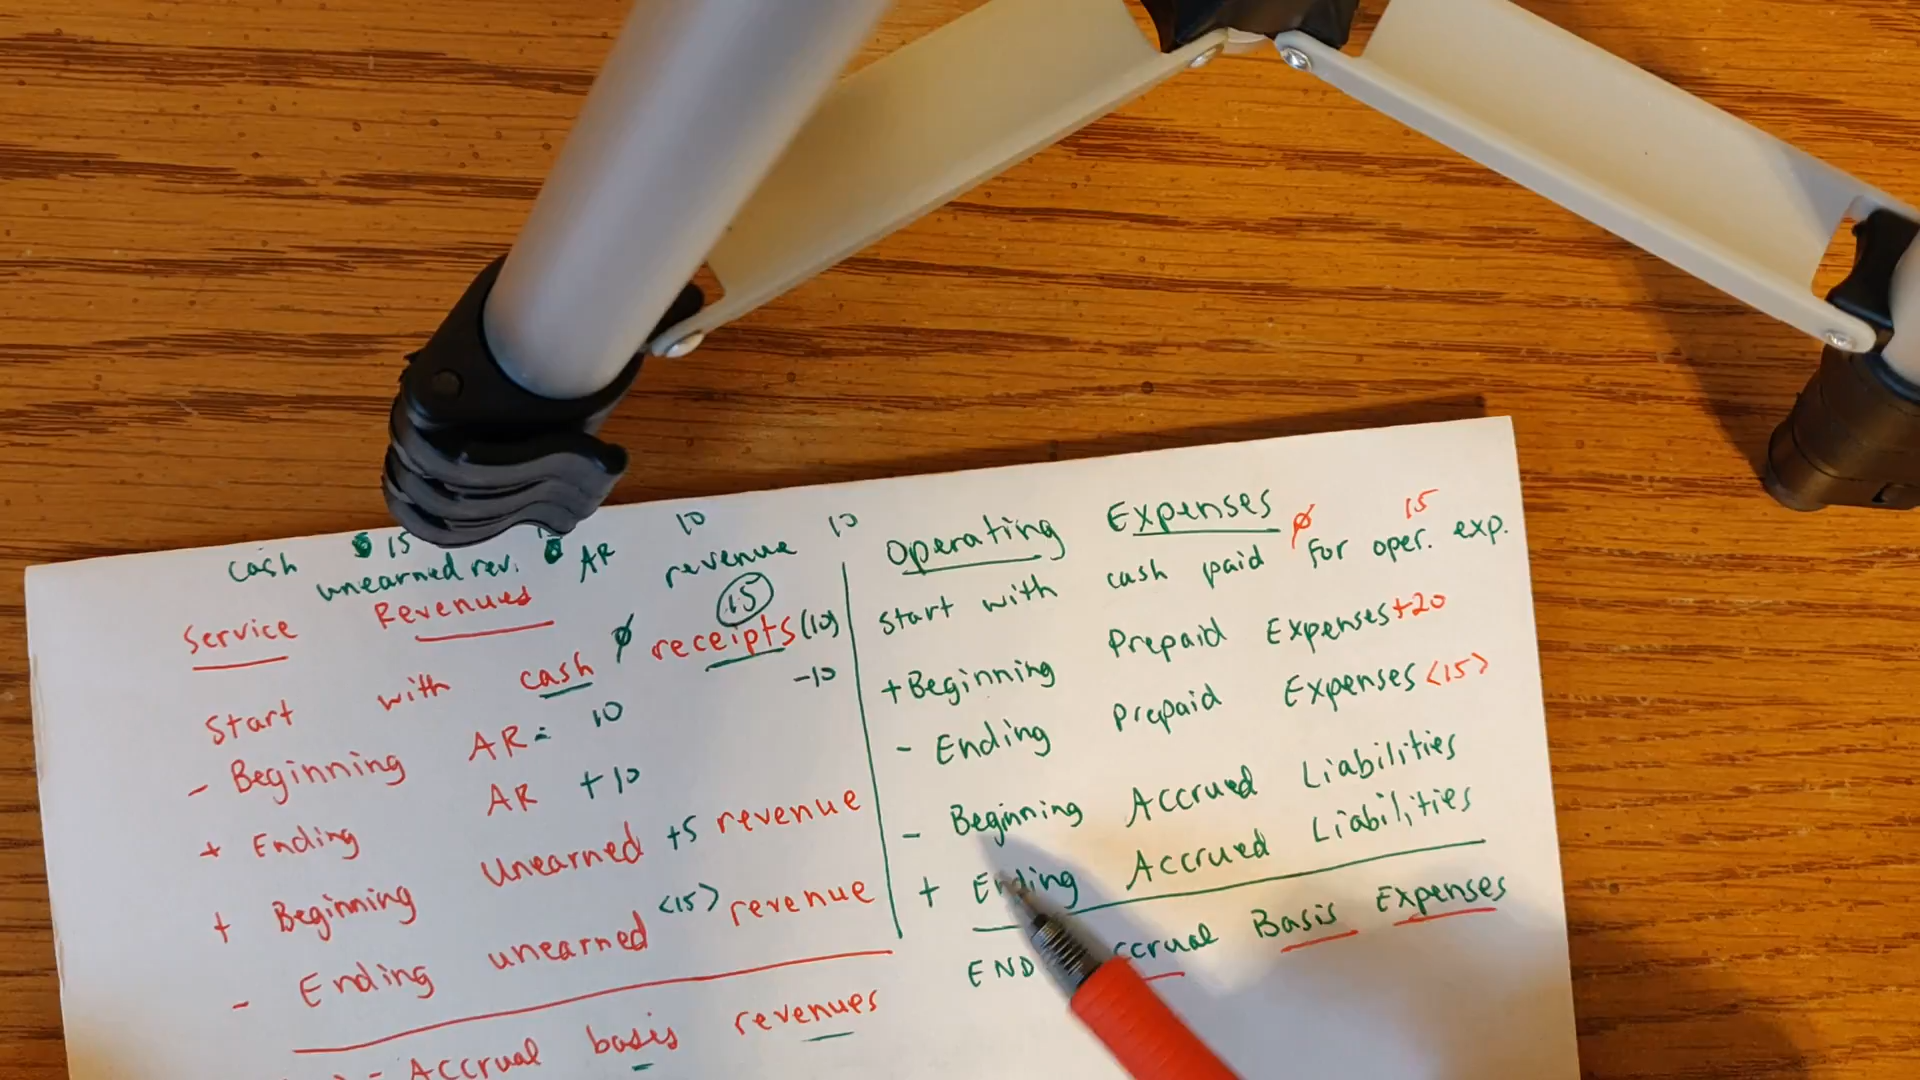 cash 15 10 10
unearned rev. AR revenue
Service Revenues
15
Start with cash ∅ receipts (10)
-10
- Beginning AR = 10
+ Ending AR +10
+ Beginning Unearned +5 revenue
- Ending unearned <15> revenue
- Accrual basis revenues
Operating Expenses ∅ 15
start with cash paid for oper. exp.
+ Beginning Prepaid Expenses +20
- Ending Prepaid Expenses <15>
- Beginning Accrued Liabilities
+ Ending Accrued Liabilities
END ccrual Basis Expenses